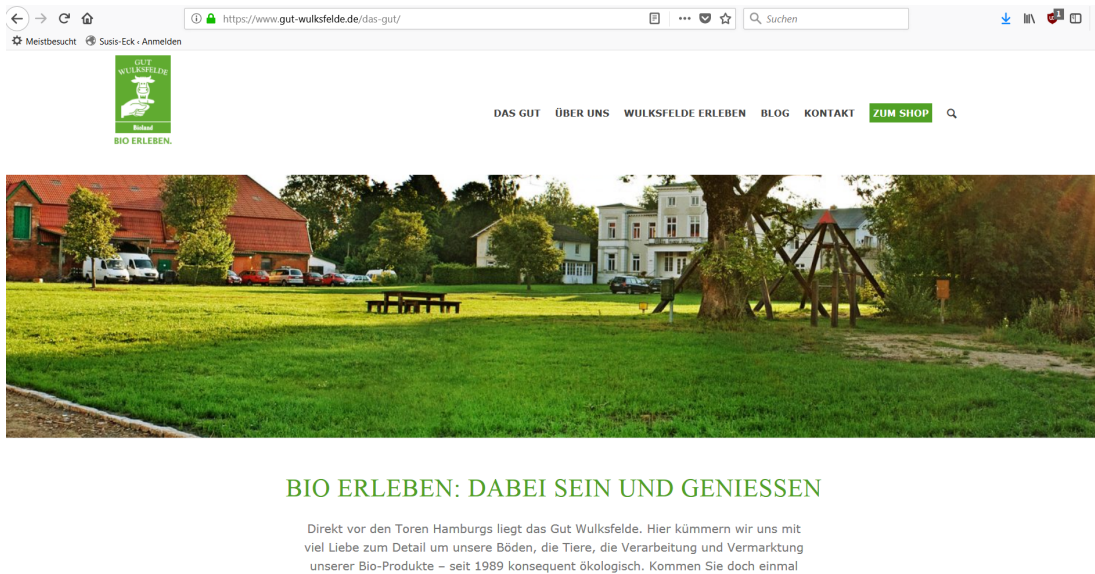 https://www.gut-wulksfelde.de/das-gut/
Suchen
1
Meistbesucht Susis-Eck ‹ Anmelden
GUT
WULKSFELDE
Bioland
BIO ERLEBEN.
DAS GUT ÜBER UNS WULKSFELDE ERLEBEN BLOG KONTAKT ZUM SHOP
BIO ERLEBEN: DABEI SEIN UND GENIESSEN
Direkt vor den Toren Hamburgs liegt das Gut Wulksfelde. Hier kümmern wir uns mit
viel Liebe zum Detail um unsere Böden, die Tiere, die Verarbeitung und Vermarktung
unserer Bio-Produkte – seit 1989 konsequent ökologisch. Kommen Sie doch einmal